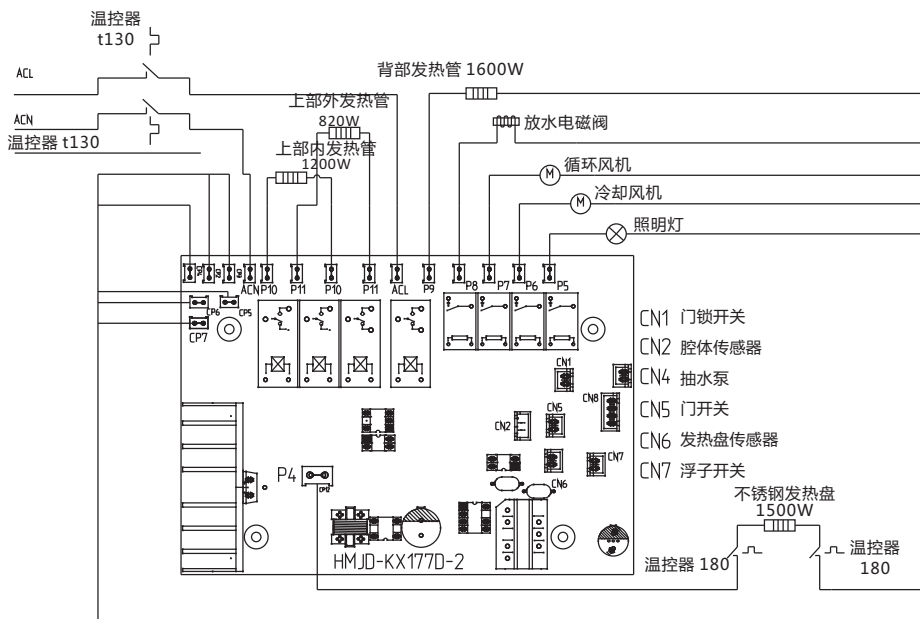 温控器
t130
ACL
背部发热管 1600W
上部外发热管
820W
放水电磁阀
ACN
温控器 t130
上部内发热管
1200W
M 循环风机
M 冷却风机
照明灯
CP4
CP2
CP3
ACN
P10
P11
P10
P11
ACL
P9
P8
P7
P6
P5
CP6
CP5
CP7
CN1 门锁开关
CN2 腔体传感器
CN4 抽水泵
CN5 门开关
CN6 发热盘传感器
CN7 浮子开关
CN1
CN8
CN2
CN5
CN7
CN6
P4
CP12
HMJD-KX177D-2
不锈钢发热盘
1500W
温控器 180
温控器
180